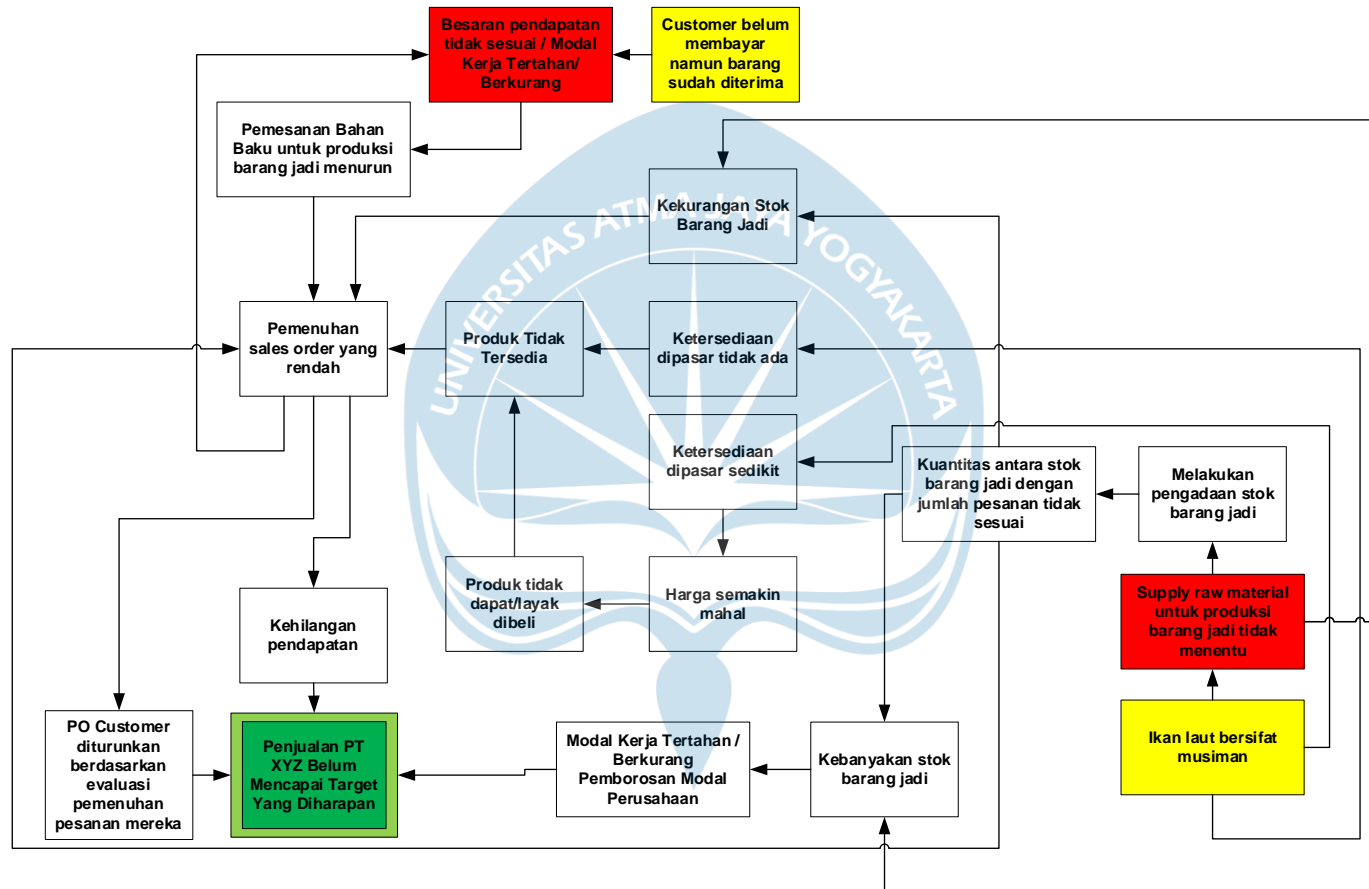 Besaran pendapatan
tidak sesuai / Modal
Kerja Tertahan/
Berkurang
Customer belum
membayar
namun barang
sudah diterima
Pemesanan Bahan
Baku untuk produksi
barang jadi menurun
Kekurangan Stok
Barang Jadi
UNIVERSITAS ATMA JAYA YOGYAKARTA
Pemenuhan
sales order yang
rendah
Produk Tidak
Tersedia
Ketersediaan
dipasar tidak ada
Ketersediaan
dipasar sedikit
Kuantitas antara stok
barang jadi dengan
jumlah pesanan tidak
sesuai
Melakukan
pengadaan stok
barang jadi
Kehilangan
pendapatan
Produk tidak
dapat/layak
dibeli
Harga semakin
mahal
Supply raw material
untuk produksi
barang jadi tidak
menentu
PO Customer
diturunkan
berdasarkan
evaluasi
pemenuhan
pesanan mereka
Penjualan PT
XYZ Belum
Mencapai Target
Yang Diharapan
Modal Kerja Tertahan /
Berkurang
Pemborosan Modal
Perusahaan
Kebanyakan stok
barang jadi
Ikan laut bersifat
musiman